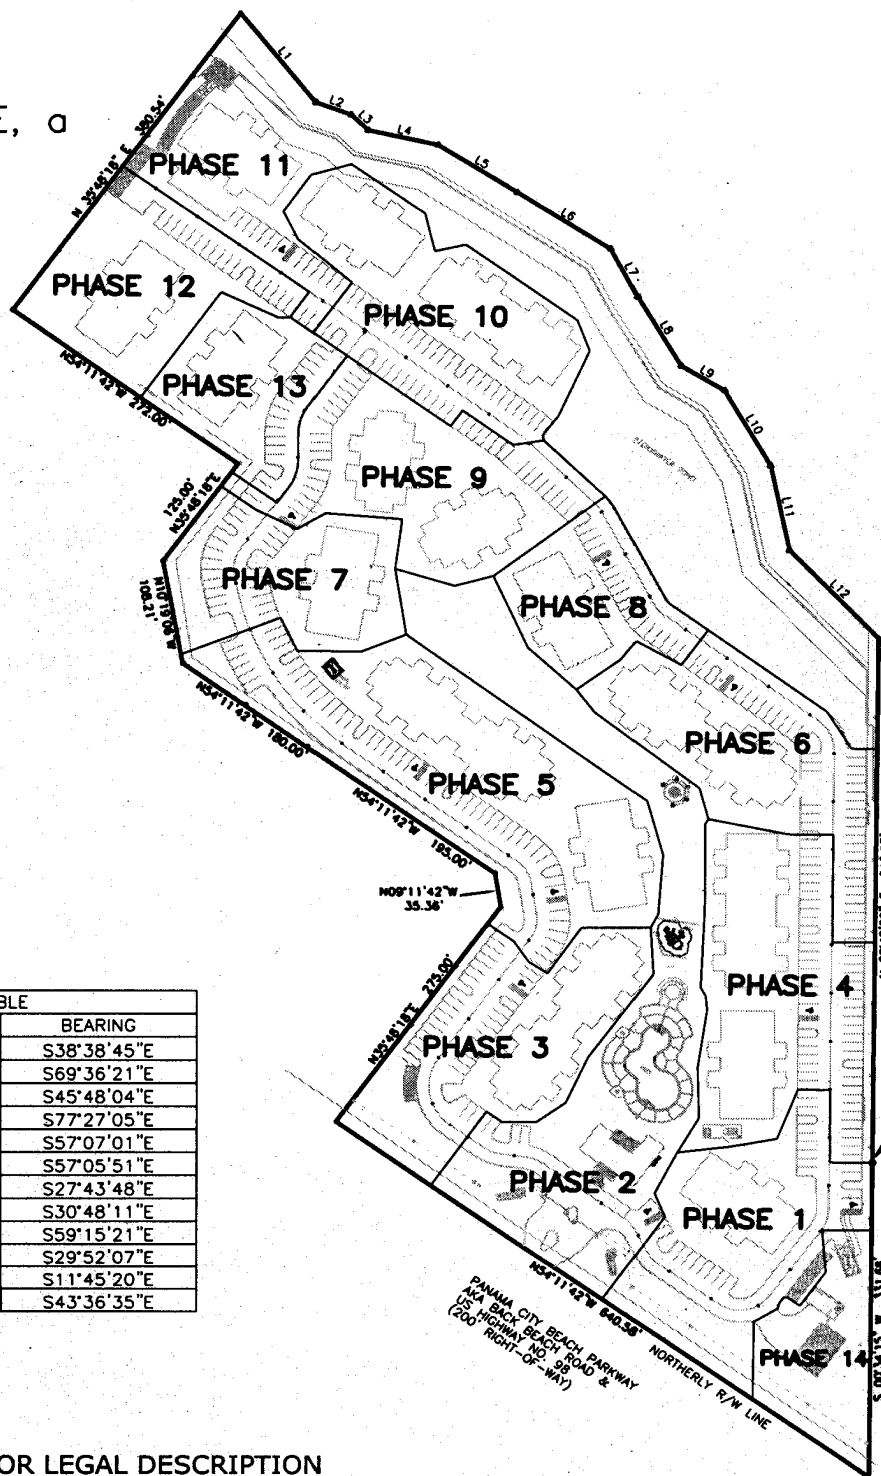 E, a
L1
L2
L3
L4
L5
L6
L7
L8
L9
L10
L11
L12
N 35°48'18" E 380.54'
PHASE 11
PHASE 12
PHASE 10
PHASE 13
N54°11'42"W 272.00'
PHASE 9
125.00'
N35°48'18"E
PHASE 7
PHASE 8
N10°19'08"W
108.21'
N54°11'42"W 180.00'
PHASE 6
PHASE 5
N54°11'42"W
195.00'
N09°11'42"W
35.36'
PHASE 4
N35°48'18"E 275.00'
PHASE 3
BLE
BEARING
S38°38'45"E
S69°36'21"E
S45°48'04"E
S77°27'05"E
S57°07'01"E
S57°05'51"E
S27°43'48"E
S30°48'11"E
S59°15'21"E
S29°52'07"E
S11°45'20"E
S43°36'35"E
PHASE 2
PHASE 1
N54°11'42"W 640.58'
PANAMA CITY BEACH PARKWAY
AKA BACK BEACH ROAD &
US HIGHWAY NO. 98
(200' RIGHT-OF-WAY)
NORTHERLY R/W LINE
PHASE 14
OR LEGAL DESCRIPTION